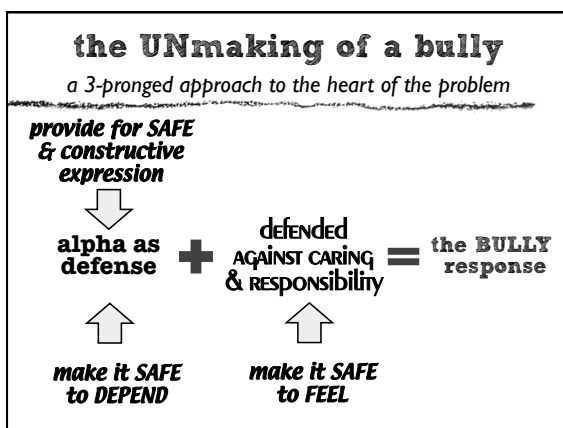 the UNmaking of a bully
a 3-pronged approach to the heart of the problem
provide for SAFE
& constructive
expression
alpha as
defense
+
defended
AGAINST CARING
& RESPONSIBILITY
=
the BULLY
response
make it SAFE
to DEPEND
make it SAFE
to FEEL